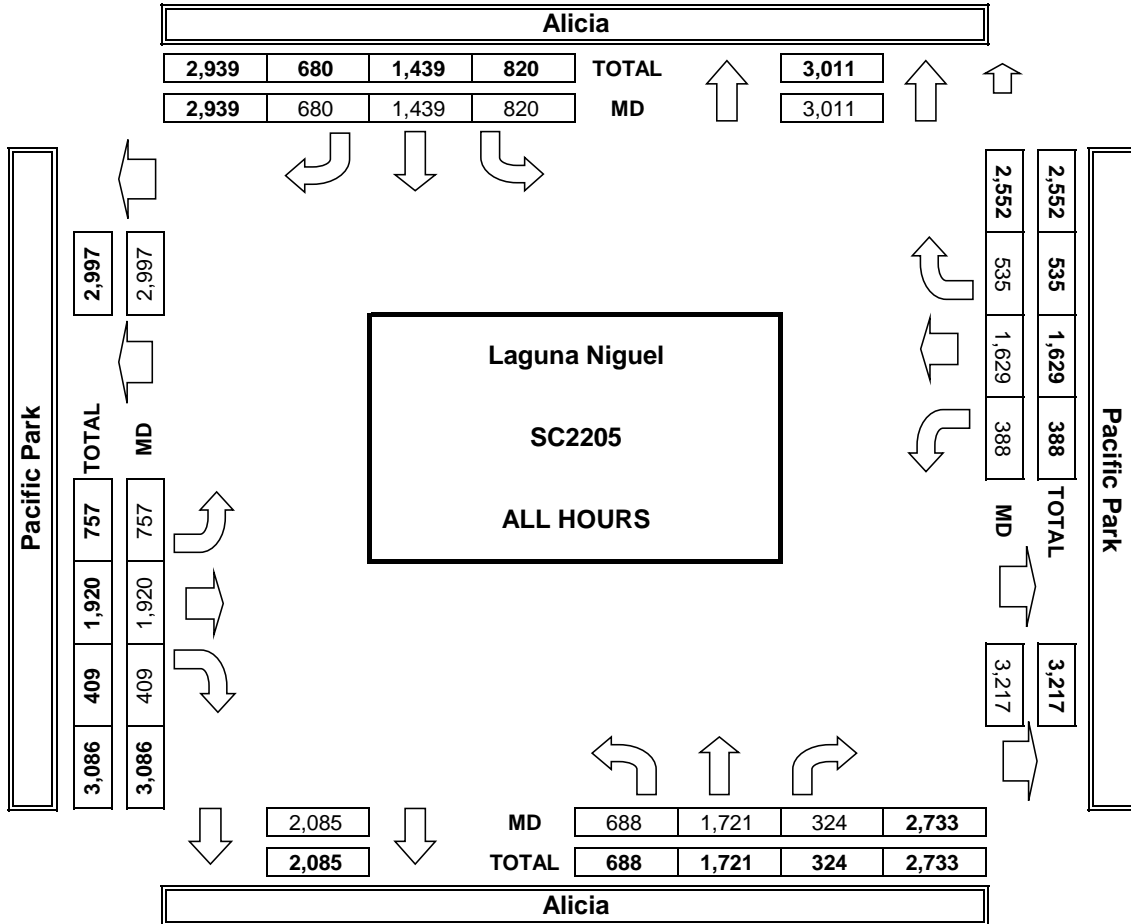 Alicia
2,939 680 1,439 820 TOTAL 3,011
2,939 680 1,439 820 MD 3,011
Pacific Park
2,997 2,997
TOTAL MD
757 757
1,920 1,920
409 409
3,086 3,086
Laguna Niguel
SC2205
ALL HOURS
2,552 2,552
535 535
1,629 1,629
388 388
MD TOTAL
3,217 3,217
Pacific Park
2,085 MD 688 1,721 324 2,733
2,085 TOTAL 688 1,721 324 2,733
Alicia